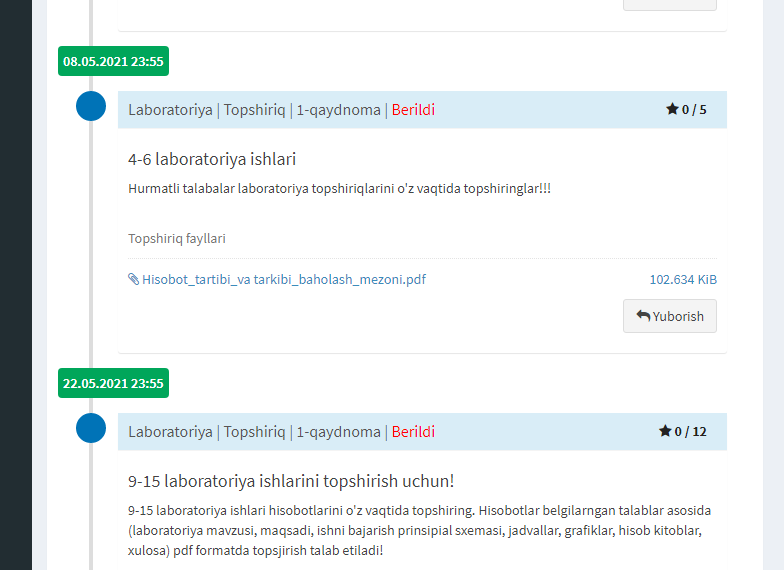 08.05.2021 23:55
Laboratoriya | Topshiriq | 1-qaydnoma | Berildi 0 / 5
4-6 laboratoriya ishlari
Hurmatli talabalar laboratoriya topshiriqlarini o'z vaqtida topshiringlar!!!
Topshiriq fayllari
Hisobot_tartibi_va tarkibi_baholash_mezoni.pdf 102.634 KiB
Yuborish
22.05.2021 23:55
Laboratoriya | Topshiriq | 1-qaydnoma | Berildi 0 / 12
9-15 laboratoriya ishlarini topshirish uchun!
9-15 laboratoriya ishlari hisobotlarini o'z vaqtida topshiring. Hisobotlar belgilarngan talablar asosida
(laboratoriya mavzusi, maqsadi, ishni bajarish prinsipial sxemasi, jadvallar, grafiklar, hisob kitoblar,
xulosa) pdf formatda topsjirish talab etiladi!